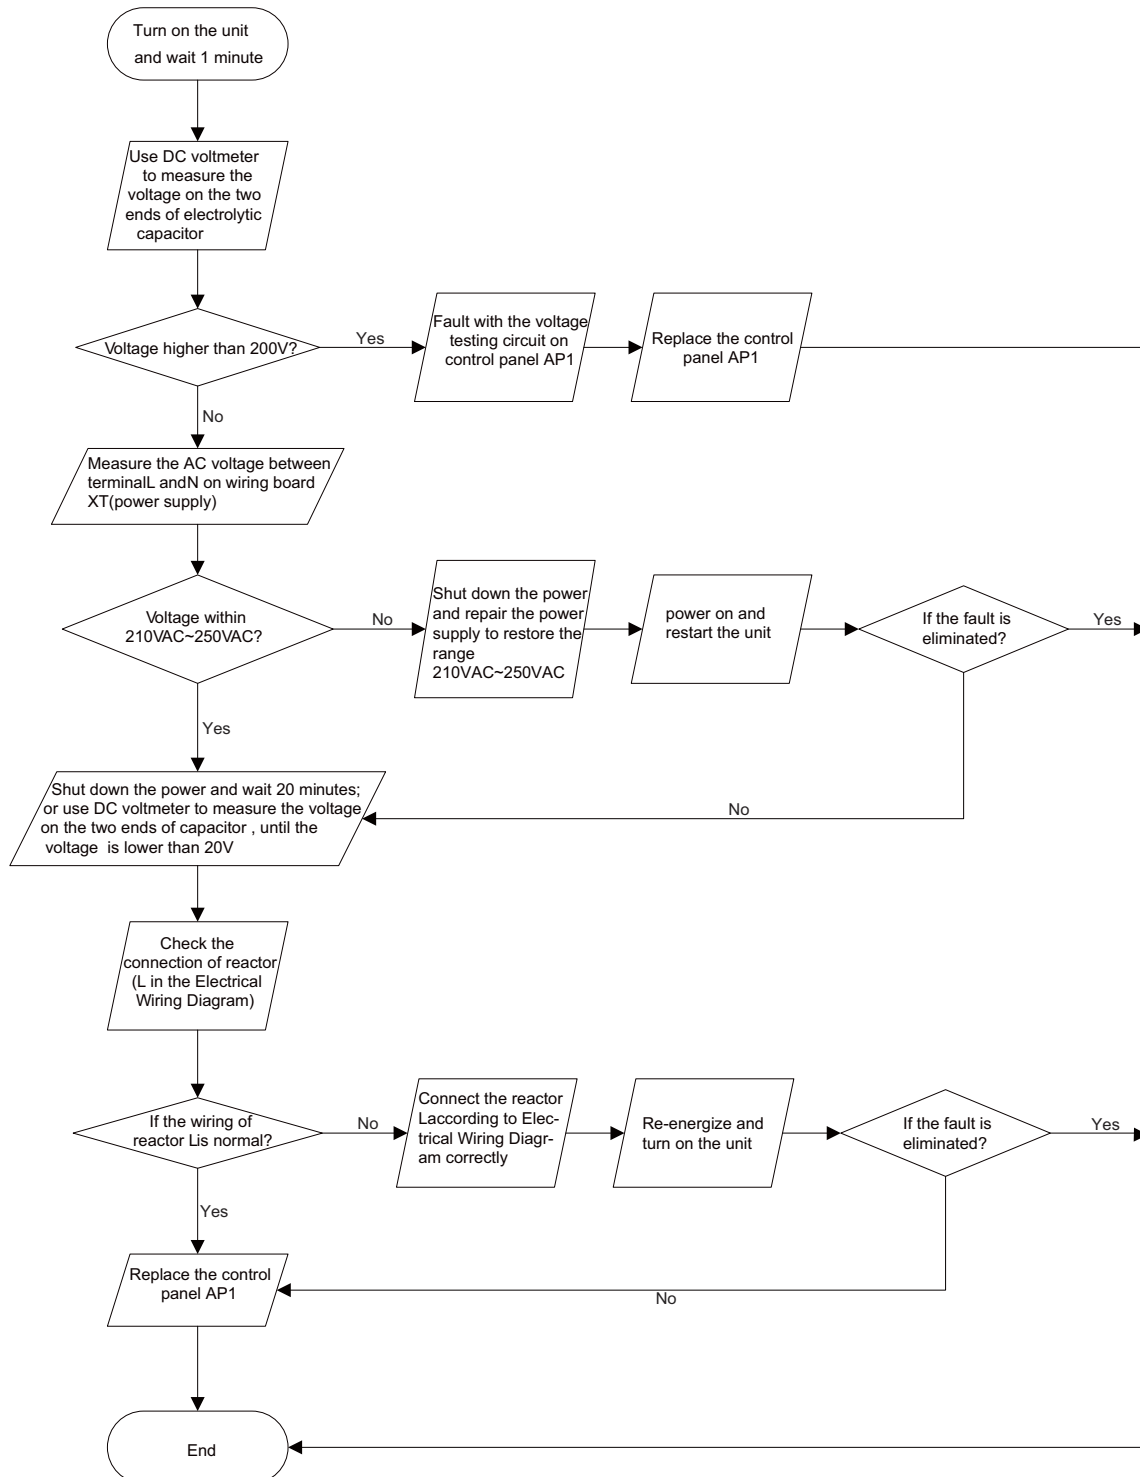 Turn on the unit
and wait 1 minute
Use DC voltmeter
to measure the
voltage on the two
ends of electrolytic
capacitor
Voltage higher than 200V?
Yes
Fault with the voltage
testing circuit on
control panel AP1
Replace the control
panel AP1
No
Measure the AC voltage between
terminalL andN on wiring board
XT(power supply)
Voltage within
210VAC~250VAC?
No
Shut down the power
and repair the power
supply to restore the
range
210VAC~250VAC
power on and
restart the unit
If the fault is
eliminated?
Yes
Yes
No
Shut down the power and wait 20 minutes;
or use DC voltmeter to measure the voltage
on the two ends of capacitor , until the
voltage is lower than 20V
Check the
connection of reactor
(L in the Electrical
Wiring Diagram)
If the wiring of
reactor Lis normal?
No
Connect the reactor
Laccording to Elec-
trical Wiring Diagr-
am correctly
Re-energize and
turn on the unit
If the fault is
eliminated?
Yes
Yes
No
Replace the control
panel AP1
End